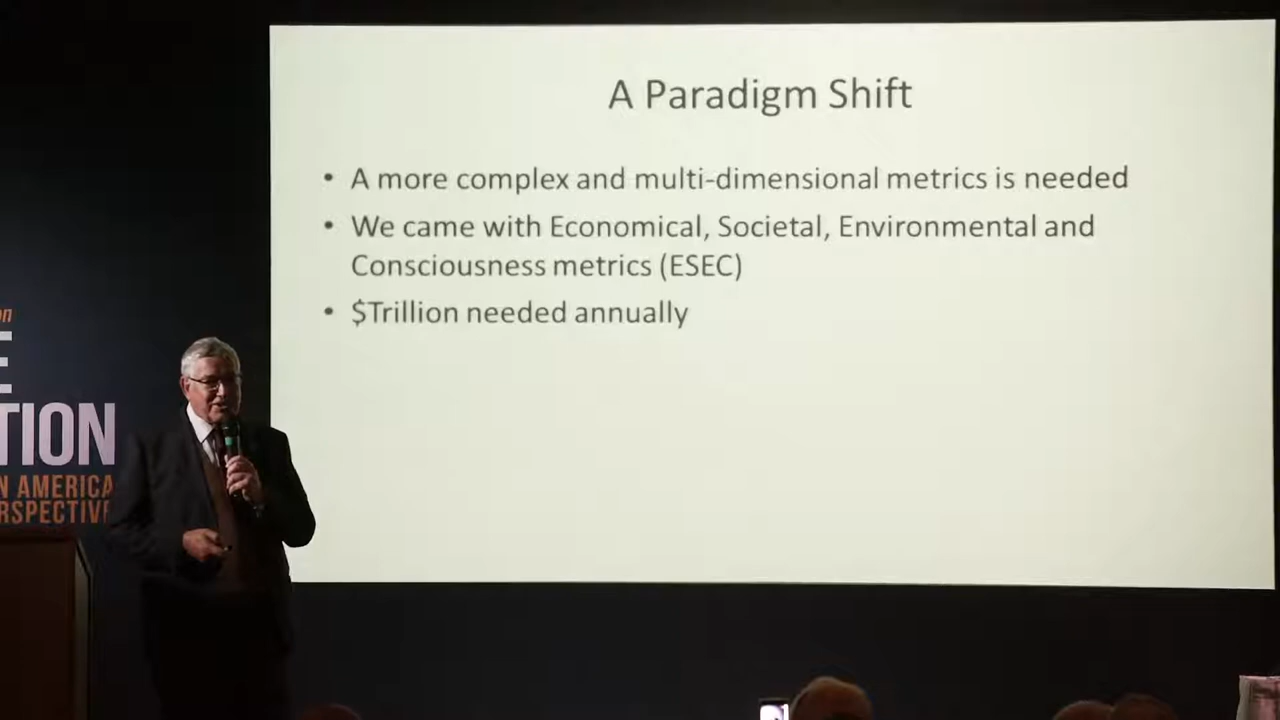 A Paradigm Shift
• A more complex and multi-dimensional metrics is needed
• We came with Economical, Societal, Environmental and
Consciousness metrics (ESEC)
• $Trillion needed annually
on
E
TION
N AMERICA
RSPECTIVE